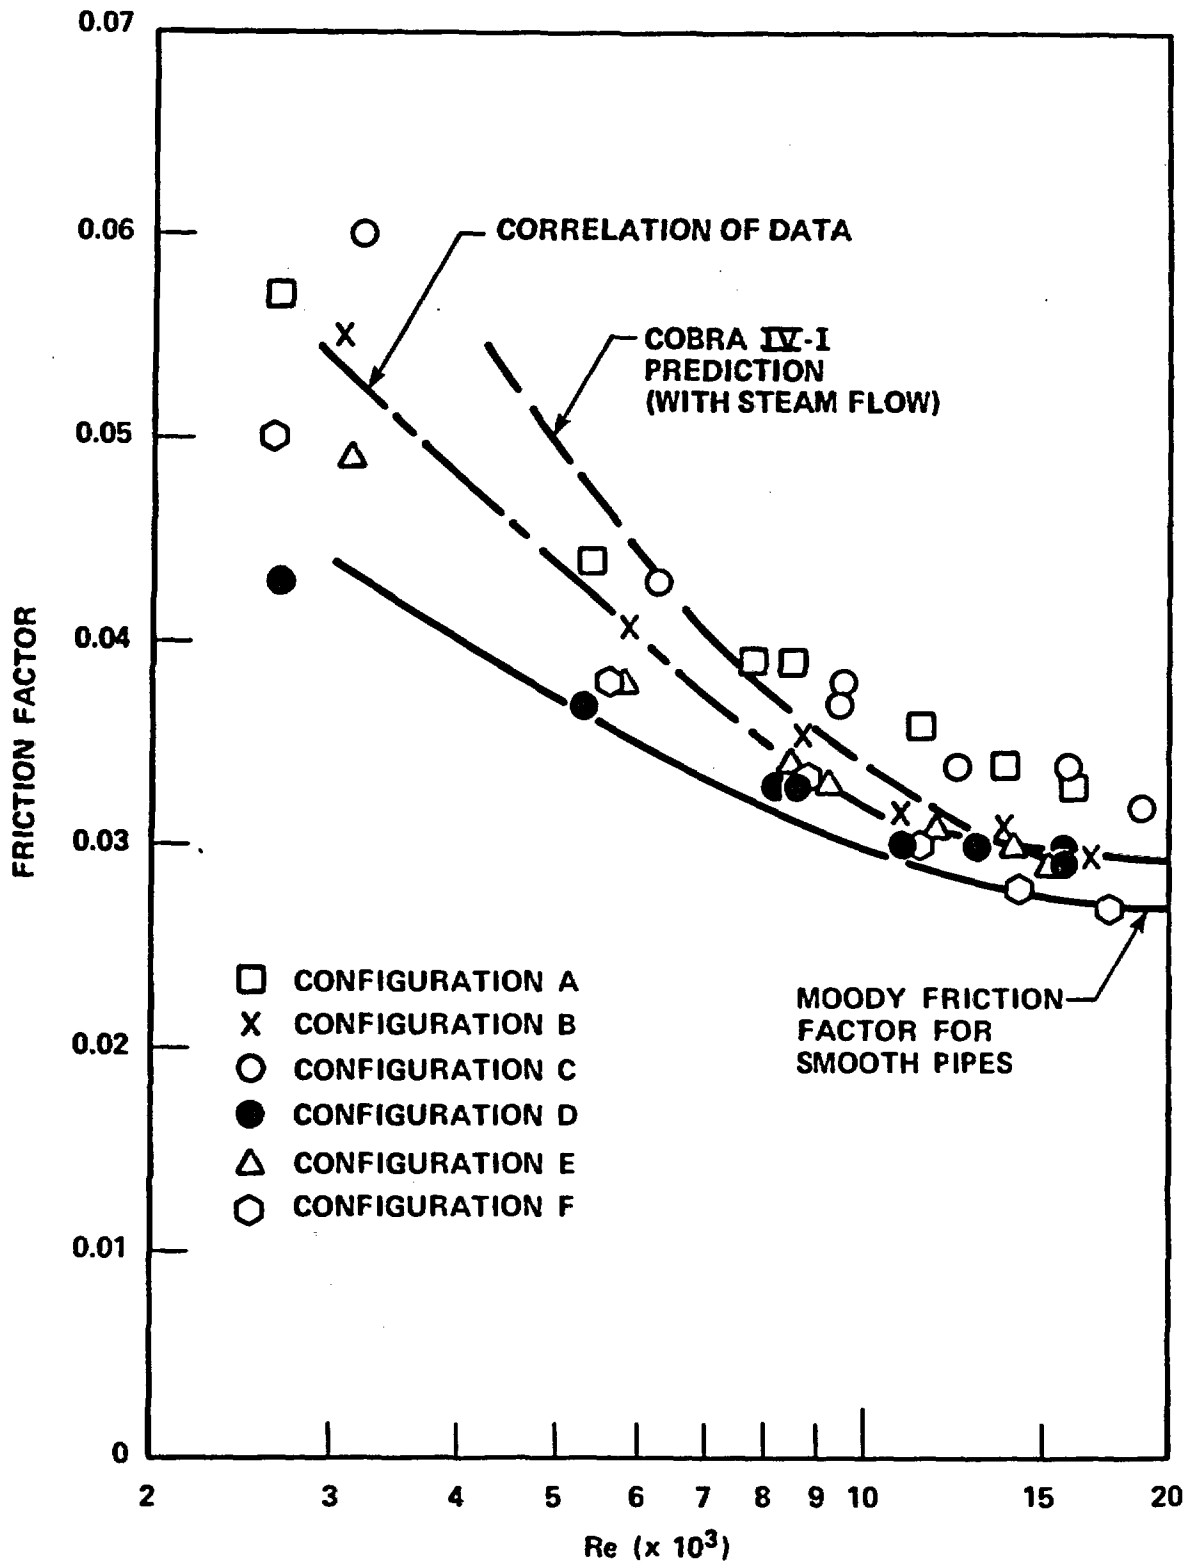 0.07
0.06
0.05
0.04
0.03
0.02
0.01
0
FRICTION FACTOR
CORRELATION OF DATA
COBRA IV-I
PREDICTION
(WITH STEAM FLOW)
MOODY FRICTION
FACTOR FOR
SMOOTH PIPES
CONFIGURATION A
CONFIGURATION B
CONFIGURATION C
CONFIGURATION D
CONFIGURATION E
CONFIGURATION F
2 3 4 5 6 7 8 9 10 15 20
Re (x 10³)